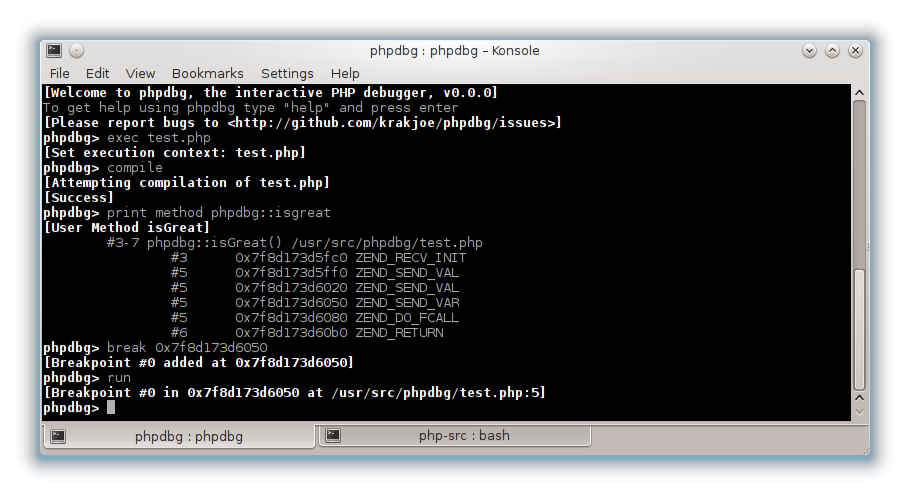 phpdbg : phpdbg – Konsole
File Edit View Bookmarks Settings Help
[Welcome to phpdbg, the interactive PHP debugger, v0.0.0]
To get help using phpdbg type "help" and press enter
[Please report bugs to <http://github.com/krakjoe/phpdbg/issues>]
phpdbg> exec test.php
[Set execution context: test.php]
phpdbg> compile
[Attempting compilation of test.php]
[Success]
phpdbg> print method phpdbg::isgreat
[User Method isGreat]
#3-7 phpdbg::isGreat() /usr/src/phpdbg/test.php
#3 0x7f8d173d5fc0 ZEND_RECV_INIT
#5 0x7f8d173d5ff0 ZEND_SEND_VAL
#5 0x7f8d173d6020 ZEND_SEND_VAL
#5 0x7f8d173d6050 ZEND_SEND_VAR
#5 0x7f8d173d6080 ZEND_DO_FCALL
#6 0x7f8d173d60b0 ZEND_RETURN
phpdbg> break 0x7f8d173d6050
[Breakpoint #0 added at 0x7f8d173d6050]
phpdbg> run
[Breakpoint #0 in 0x7f8d173d6050 at /usr/src/phpdbg/test.php:5]
phpdbg>
phpdbg : phpdbg
php-src : bash